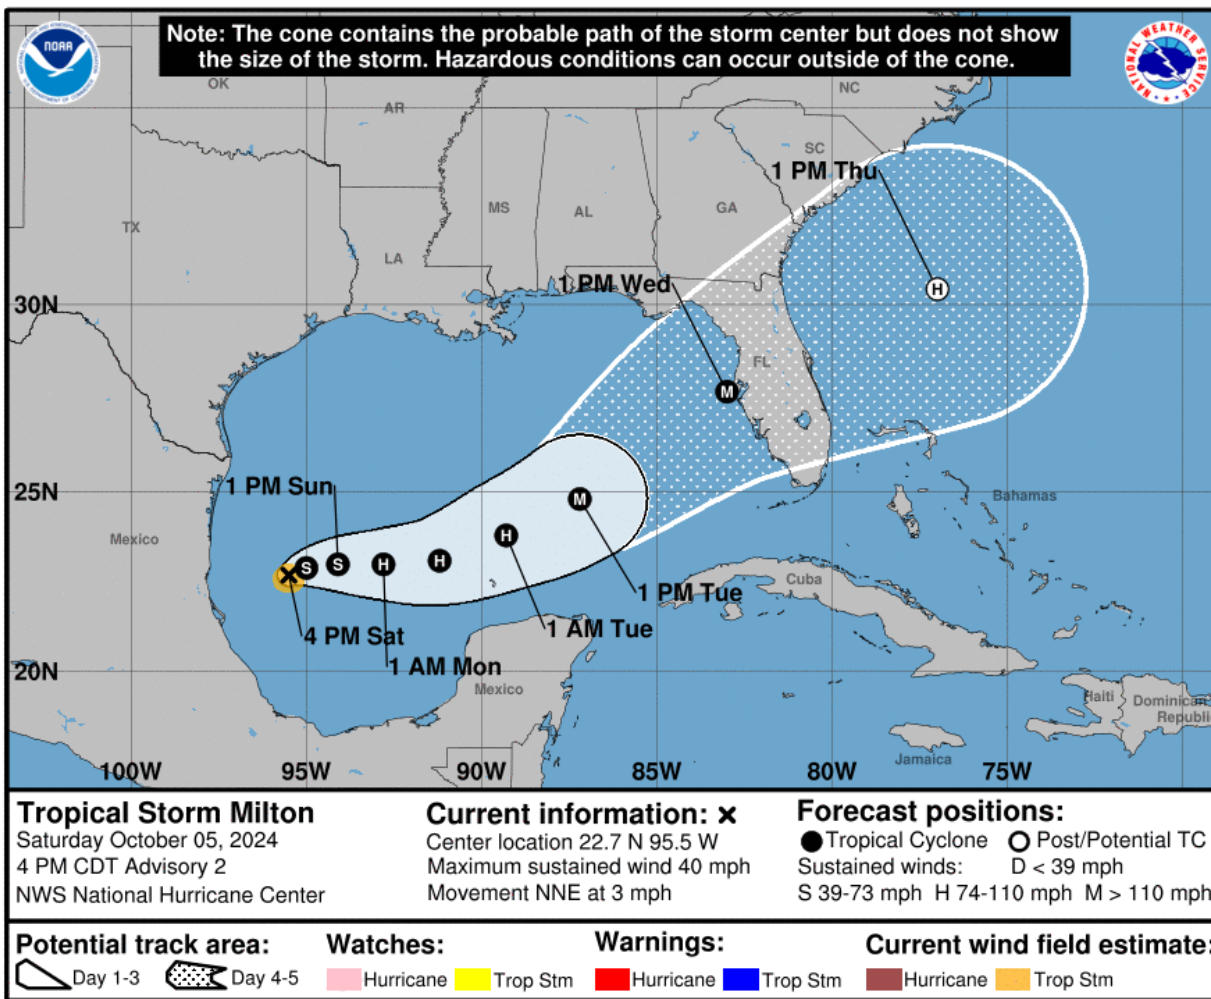 Note: The cone contains the probable path of the storm center but does not show
the size of the storm. Hazardous conditions can occur outside of the cone.
NOAA
NATIONAL WEATHER SERVICE
OK
AR
NC
SC
1 PM Thu
TX
MS
AL
GA
LA
1 PM Wed
H
30N
FL
M
1 PM Sun
25N
M
Bahamas
Mexico
H
S
S
H
H
Cuba
1 PM Tue
4 PM Sat
1 AM Tue
1 AM Mon
20N
Mexico
Haiti
Dominican
Republi
Jamaica
100W
95W
90W
85W
80W
75W
Tropical Storm Milton
Saturday October 05, 2024
4 PM CDT Advisory 2
NWS National Hurricane Center
Current information: ×
Center location 22.7 N 95.5 W
Maximum sustained wind 40 mph
Movement NNE at 3 mph
Forecast positions:
Tropical Cyclone Post/Potential TC
Sustained winds: D < 39 mph
S 39-73 mph H 74-110 mph M > 110 mph
Potential track area:
Day 1-3 Day 4-5
Watches:
Hurricane Trop Stm
Warnings:
Hurricane Trop Stm
Current wind field estimate:
Hurricane Trop Stm